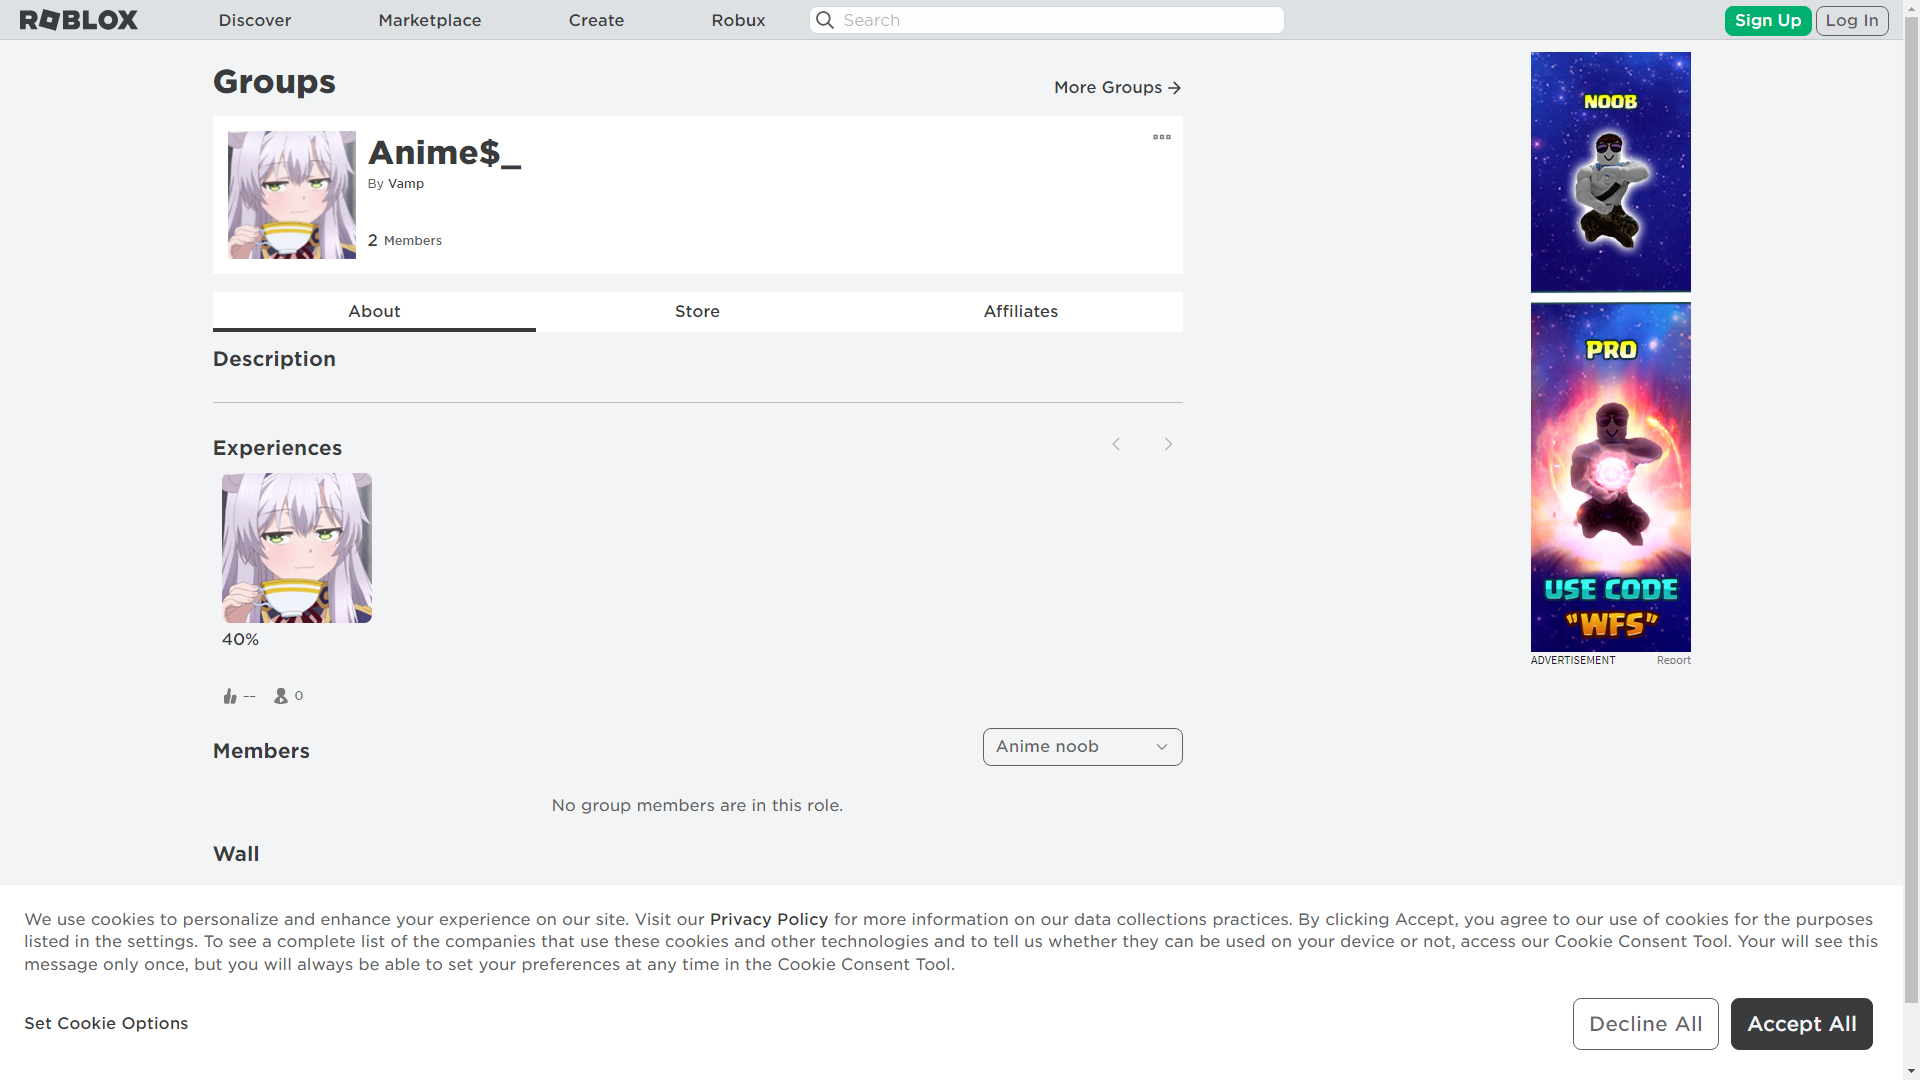 ROBLOX
Discover
Marketplace
Create
Robux
Search
Sign Up
Log In
Groups
More Groups
Anime$_
By Vamp
2 Members
About
Store
Affiliates
Description
Experiences
40%
--
0
Members
Anime noob
No group members are in this role.
Wall
NOOB
PRO
USE CODE
"WFS"
ADVERTISEMENT
Report
We use cookies to personalize and enhance your experience on our site. Visit our Privacy Policy for more information on our data collections practices. By clicking Accept, you agree to our use of cookies for the purposes
listed in the settings. To see a complete list of the companies that use these cookies and other technologies and to tell us whether they can be used on your device or not, access our Cookie Consent Tool. Your will see this
message only once, but you will always be able to set your preferences at any time in the Cookie Consent Tool.
Set Cookie Options
Decline All
Accept All